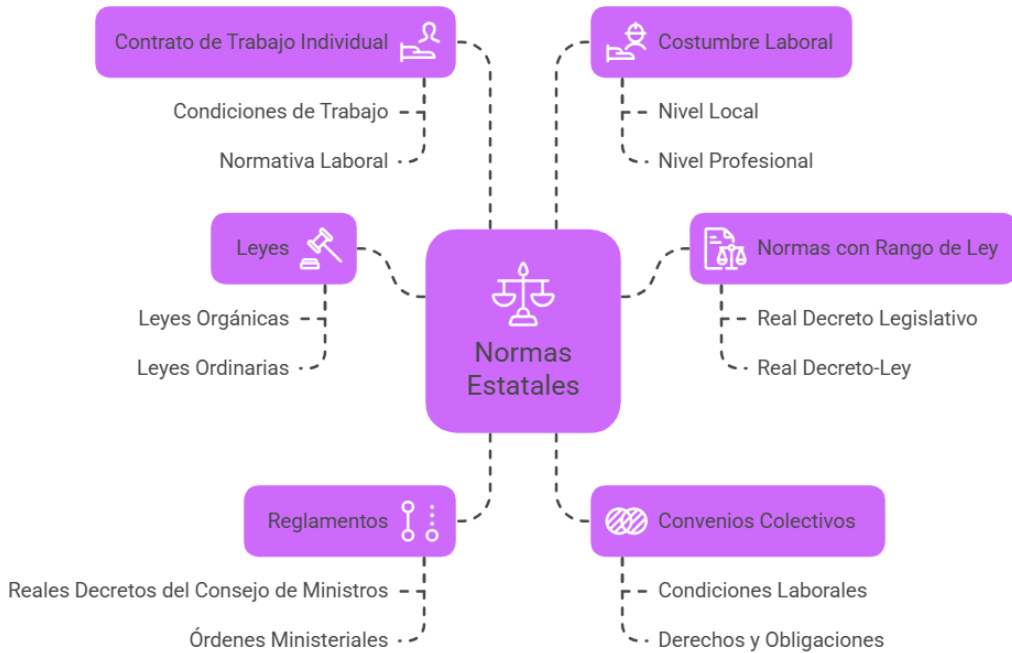 Contrato de Trabajo Individual
Condiciones de Trabajo
Normativa Laboral
Costumbre Laboral
Nivel Local
Nivel Profesional
Leyes
Leyes Orgánicas
Leyes Ordinarias
Normas
Estatales
Normas con Rango de Ley
Real Decreto Legislativo
Real Decreto-Ley
Reglamentos
Reales Decretos del Consejo de Ministros
Órdenes Ministeriales
Convenios Colectivos
Condiciones Laborales
Derechos y Obligaciones